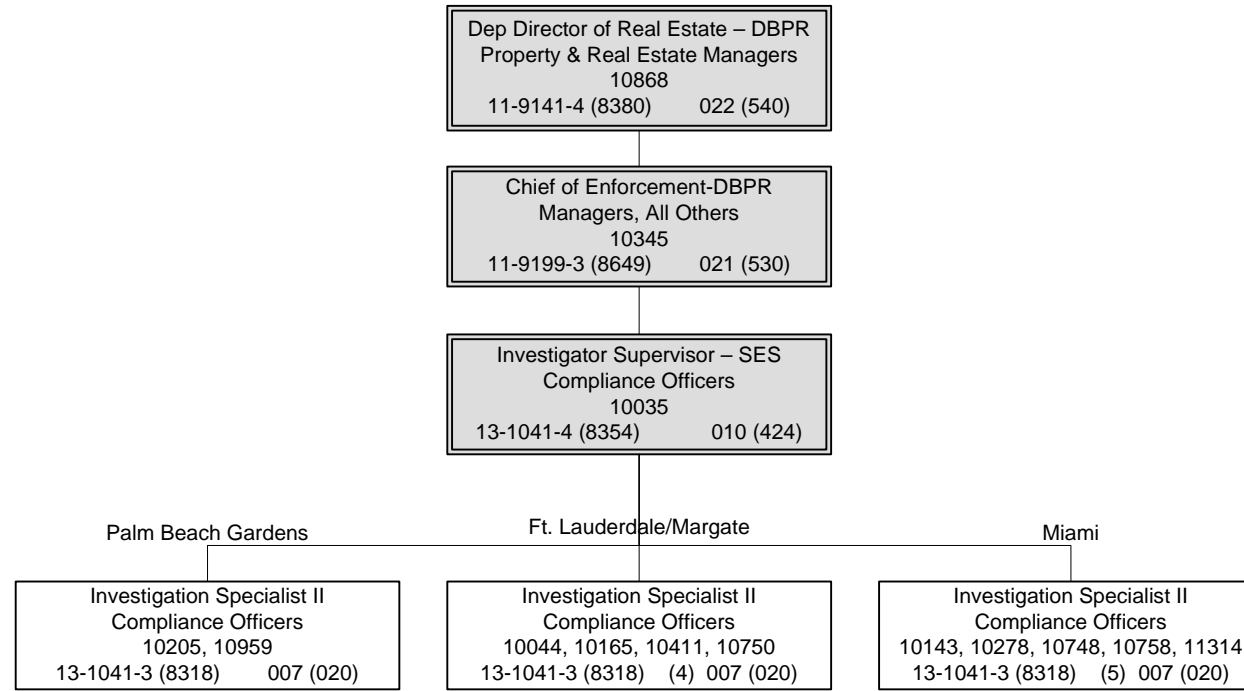 Dep Director of Real Estate – DBPR
Property & Real Estate Managers
10868
11-9141-4 (8380) 022 (540)
Chief of Enforcement-DBPR
Managers, All Others
10345
11-9199-3 (8649) 021 (530)
Investigator Supervisor – SES
Compliance Officers
10035
13-1041-4 (8354) 010 (424)
Palm Beach Gardens
Ft. Lauderdale/Margate
Miami
Investigation Specialist II
Compliance Officers
10205, 10959
13-1041-3 (8318) 007 (020)
Investigation Specialist II
Compliance Officers
10044, 10165, 10411, 10750
13-1041-3 (8318) (4) 007 (020)
Investigation Specialist II
Compliance Officers
10143, 10278, 10748, 10758, 11314
13-1041-3 (8318) (5) 007 (020)